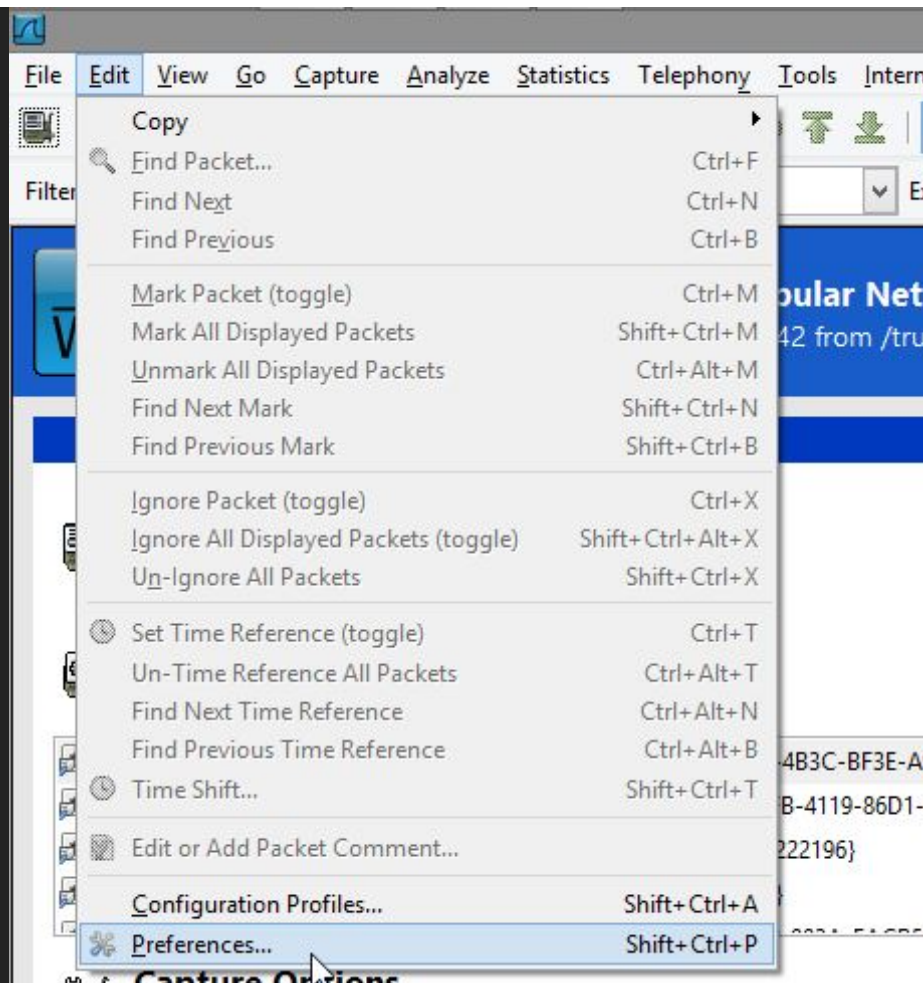 File Edit View Go Capture Analyze Statistics Telephony Tools Intern
Copy
Find Packet... Ctrl+F
Filter
Find Next Ctrl+N
Find Previous Ctrl+B
Mark Packet (toggle) Ctrl+M
pular Net
Mark All Displayed Packets Shift+Ctrl+M
42 from /tru
Unmark All Displayed Packets Ctrl+Alt+M
Find Next Mark Shift+Ctrl+N
Find Previous Mark Shift+Ctrl+B
Ignore Packet (toggle) Ctrl+X
Ignore All Displayed Packets (toggle) Shift+Ctrl+Alt+X
Un-Ignore All Packets Shift+Ctrl+X
Set Time Reference (toggle) Ctrl+T
Un-Time Reference All Packets Ctrl+Alt+T
Find Next Time Reference Ctrl+Alt+N
Find Previous Time Reference Ctrl+Alt+B
-4B3C-BF3E-A
Time Shift... Shift+Ctrl+T
B-4119-86D1-
Edit or Add Packet Comment...
222196}
Configuration Profiles... Shift+Ctrl+A
Preferences... Shift+Ctrl+P
Capture Options